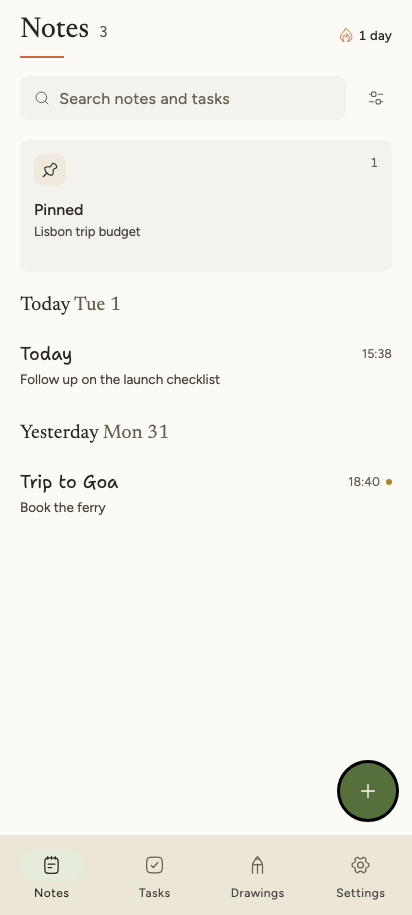 Notes 3
1 day
Search notes and tasks
1
Pinned
Lisbon trip budget
Today Tue 1
Today 15:38
Follow up on the launch checklist
Yesterday Mon 31
Trip to Goa 18:40
Book the ferry
Notes Tasks Drawings Settings